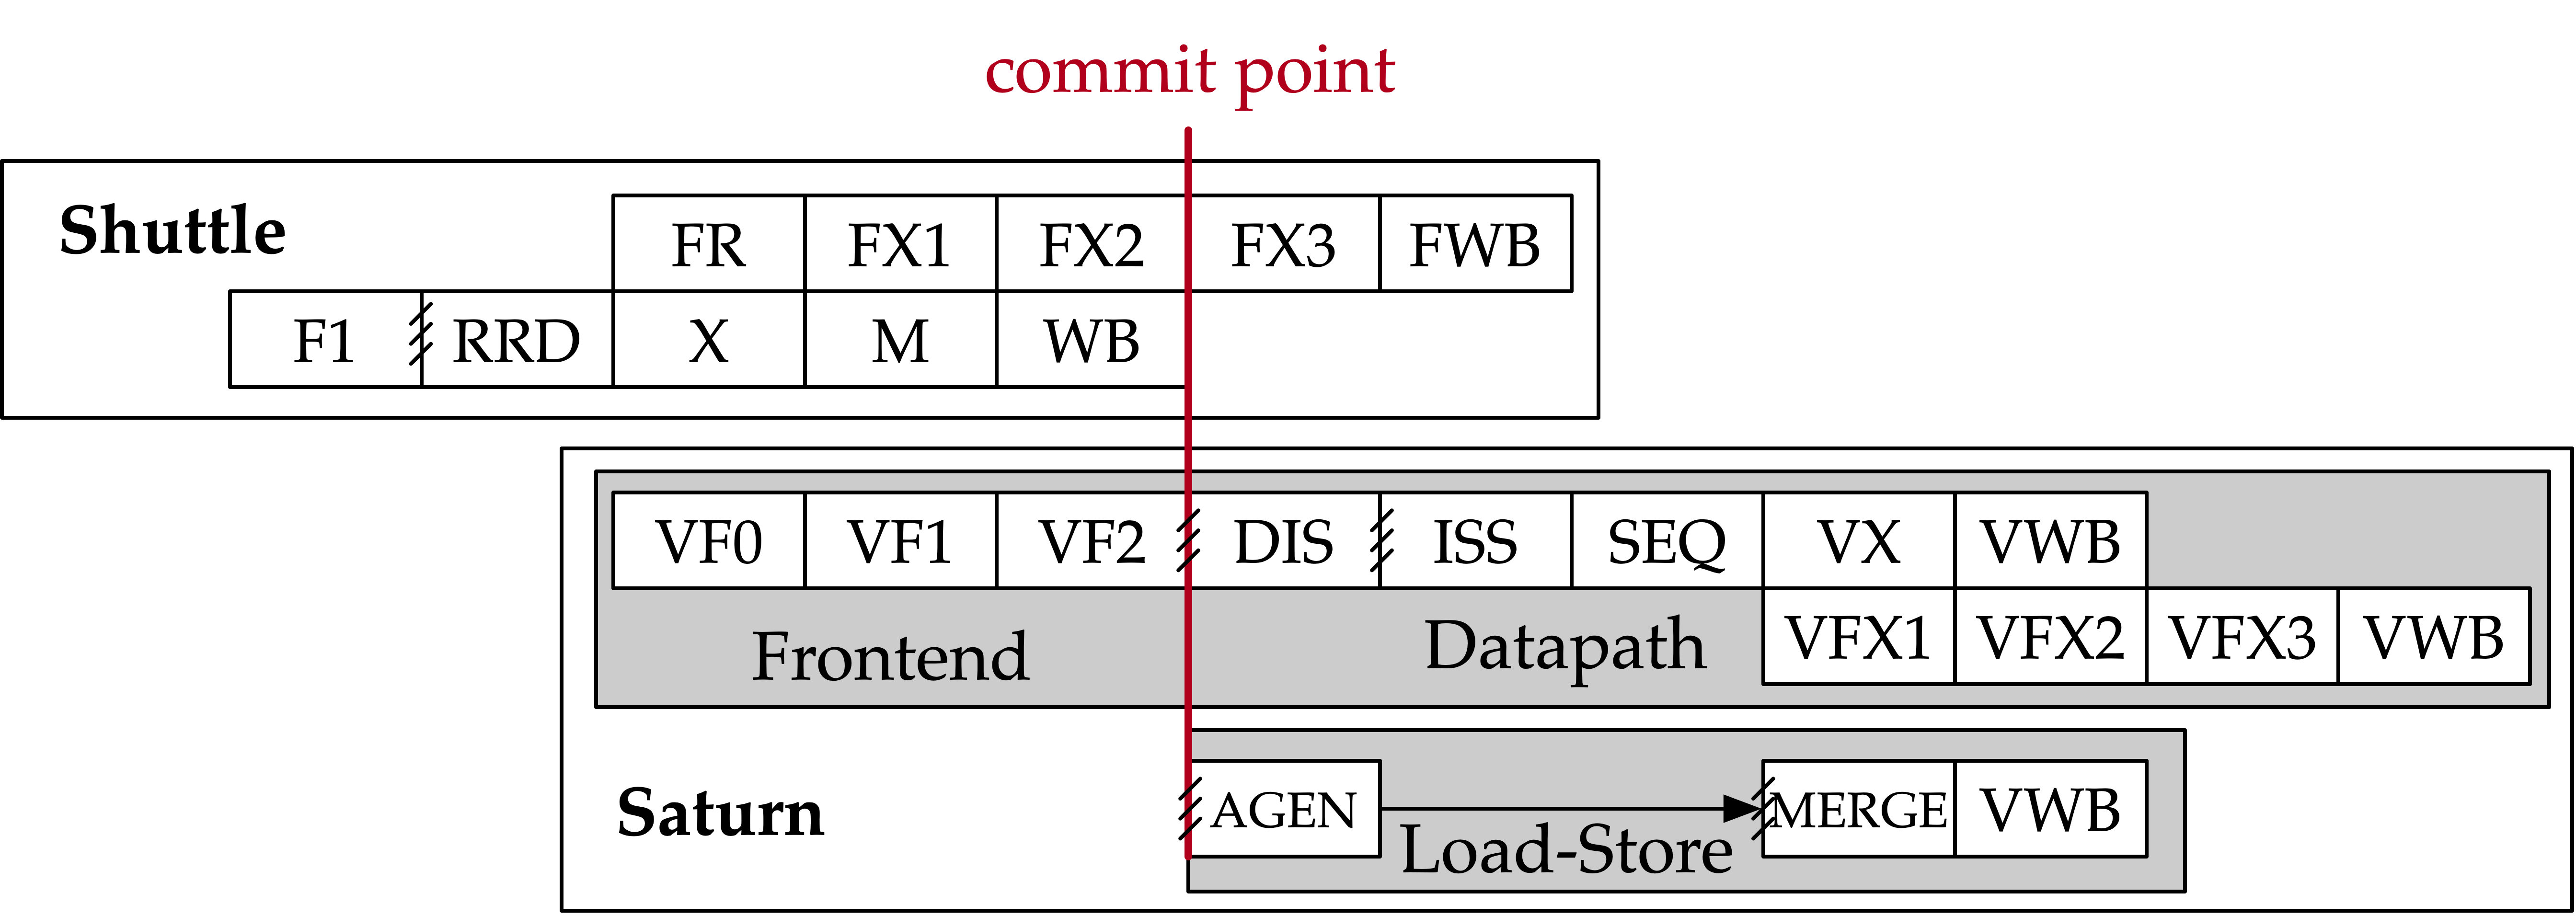 commit point
Shuttle
FR FX1 FX2 FX3 FWB
F1 RRD X M WB
VF0 VF1 VF2 DIS ISS SEQ VX VWB
Frontend Datapath VFX1 VFX2 VFX3 VWB
Saturn AGEN MERGE VWB
Load-Store